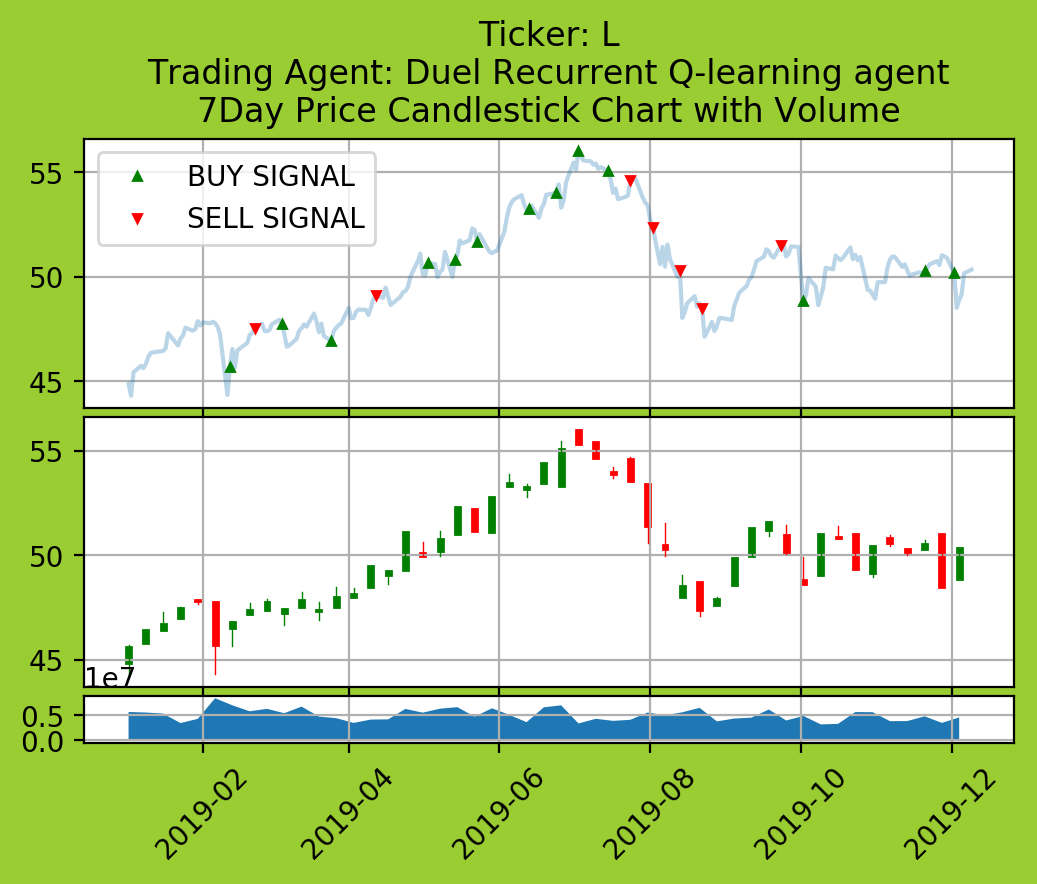 Ticker: L
Trading Agent: Duel Recurrent Q-learning agent
7Day Price Candlestick Chart with Volume
BUY SIGNAL
SELL SIGNAL
55
50
45
55
50
45
1e7
0.5
0.0
2019-02
2019-04
2019-06
2019-08
2019-10
2019-12